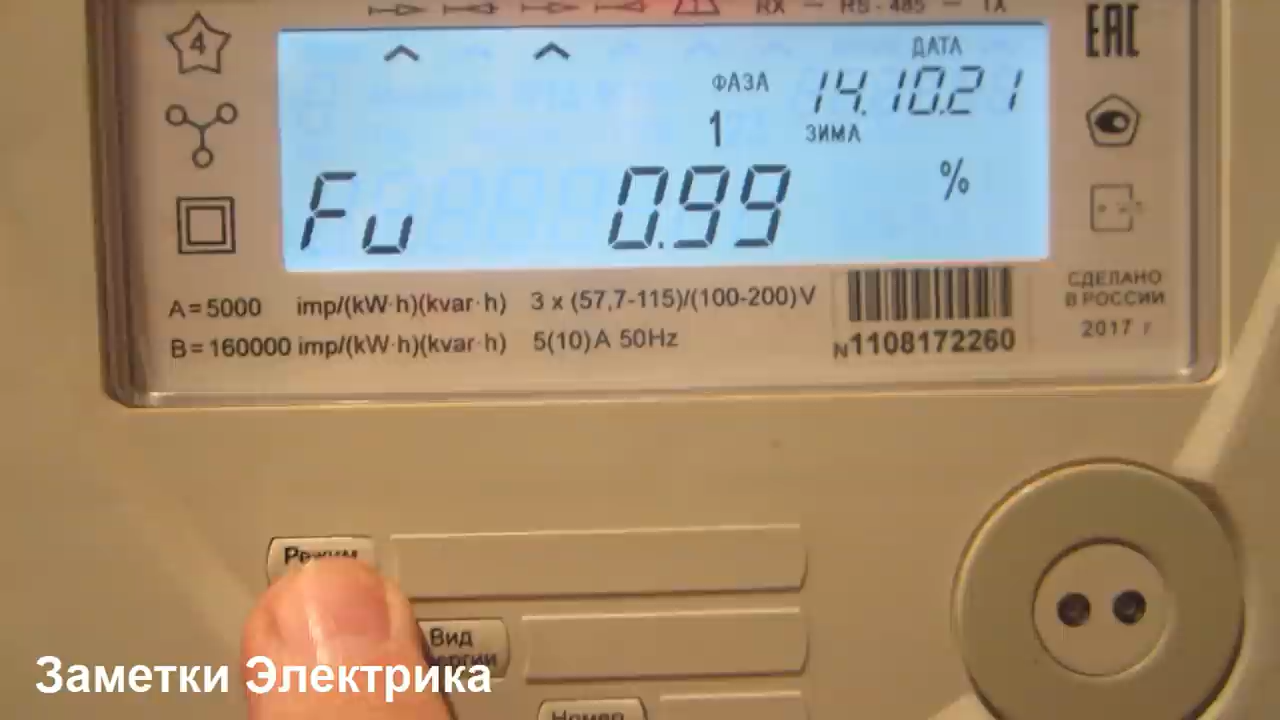 RX — RS-485 — TX
4
EAC
ДАТА
ФАЗА 14.10.21
1 ЗИМА
Fu 0.99 %
A=5000 imp/(kW·h)(kvar·h) 3 x (57,7-115)/(100-200)V
B=160000 imp/(kW·h)(kvar·h) 5(10)A 50Hz
N1108172260
СДЕЛАНО
В РОССИИ
2017 г
Режим
Вид
Номер
Заметки Электрика